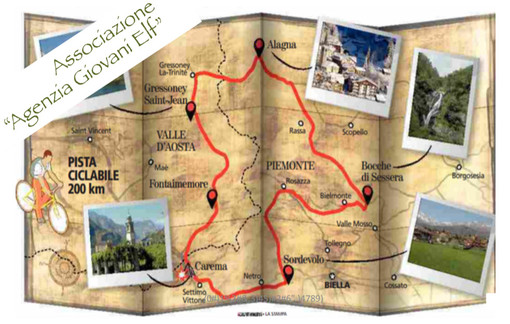 Associazione
“Agenzia Giovani Elf”
Alagna
Gressoney
La-Trinité
Gressoney
Saint-Jean
Saint Vincent
VALLE
D'AOSTA
Rassa
Scopello
PISTA
CICLABILE
200 km
Mae
PIEMONTE
Bocche
di Sessera
Borgosesia
Fontalmemore
Rosazza
Bielmonte
Valle Mosso
Tollegno
Carema
Sordevolo
Netro
BIELLA
Cossato
Settimo
Vittone
LA STAMPA